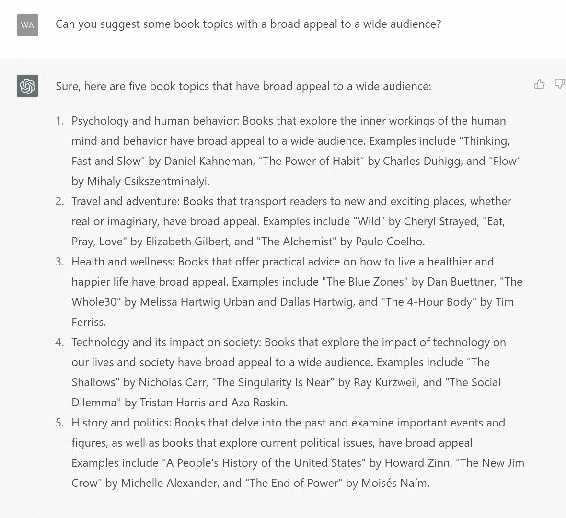 WA
Can you suggest some book topics with a broad appeal to a wide audience?
Sure, here are five book topics that have broad appeal to a wide audience:
1. Psychology and human behavior: Books that explore the inner workings of the human
mind and behavior have broad appeal to a wide audience. Examples include "Thinking,
Fast and Slow" by Daniel Kahneman, "The Power of Habit" by Charles Duhigg, and "Flow"
by Mihaly Csikszentmihalyi.
2. Travel and adventure: Books that transport readers to new and exciting places, whether
real or imaginary, have broad appeal. Examples include "Wild" by Cheryl Strayed, "Eat,
Pray, Love" by Elizabeth Gilbert, and "The Alchemist" by Paulo Coelho.
3. Health and wellness: Books that offer practical advice on how to live a healthier and
happier life have broad appeal. Examples include "The Blue Zones" by Dan Buettner, "The
Whole30" by Melissa Hartwig Urban and Dallas Hartwig, and "The 4-Hour Body" by Tim
Ferriss.
4. Technology and its impact on society: Books that explore the impact of technology on
our lives and society have broad appeal to a wide audience. Examples include "The
Shallows" by Nicholas Carr, "The Singularity Is Near" by Ray Kurzweil, and "The Social
Dilemma" by Tristan Harris and Aza Raskin.
5. History and politics: Books that delve into the past and examine important events and
figures, as well as books that explore current political issues, have broad appeal.
Examples include "A People's History of the United States" by Howard Zinn, "The New Jim
Crow" by Michelle Alexander, and "The End of Power" by Moisés Naím.